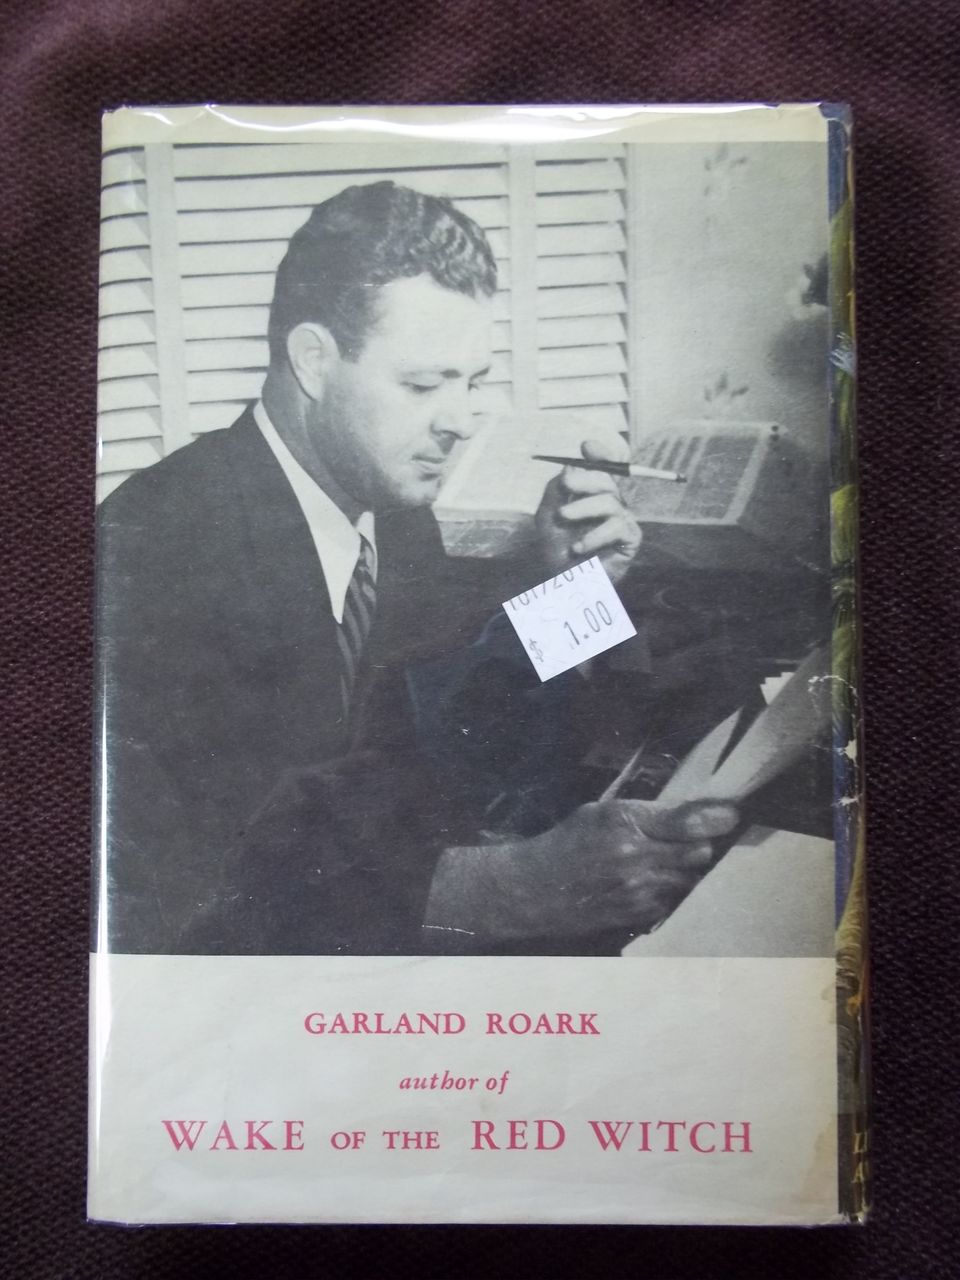 $ 1.00
GARLAND ROARK
author of
WAKE OF THE RED WITCH